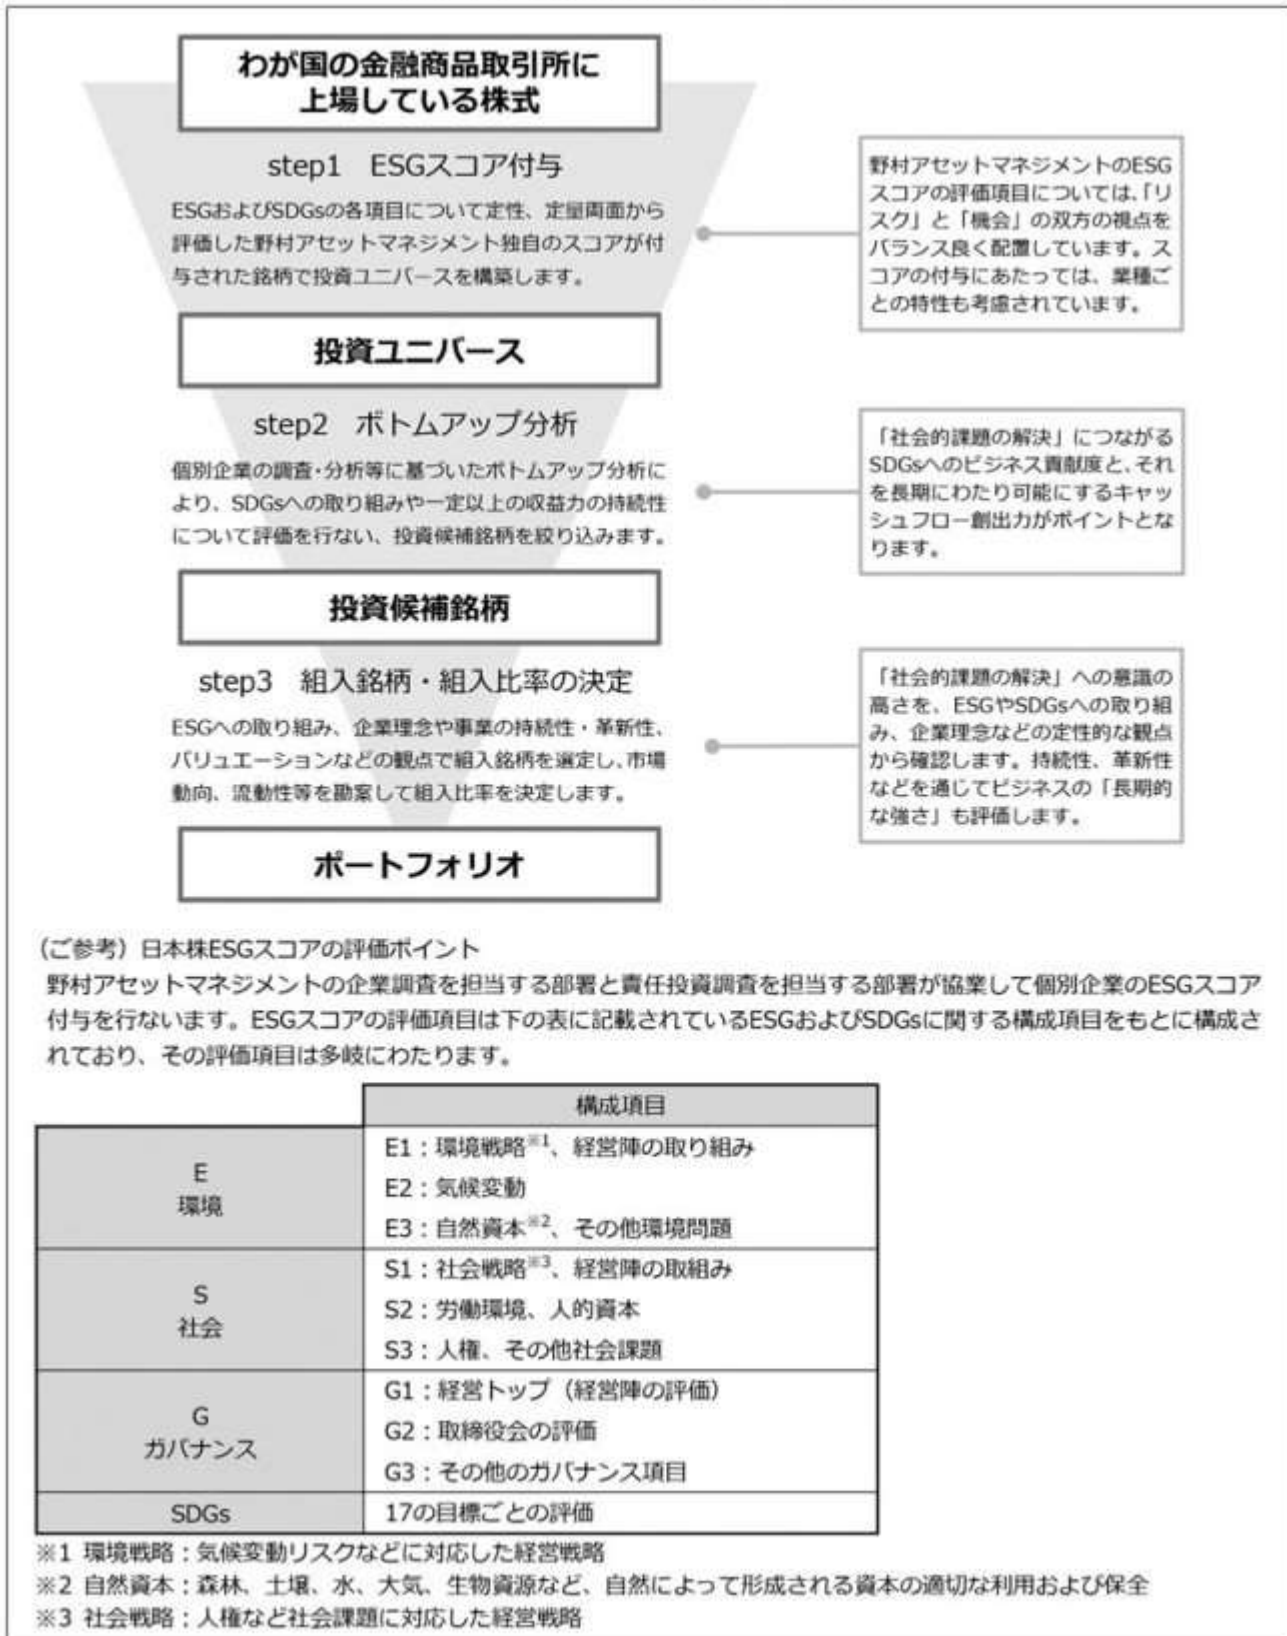 わが国の金融商品取引所に
上場している株式
step1　ESGスコア付与
ESGおよびSDGsの各項目について定性、定量両面から
評価した野村アセットマネジメント独自のスコアが付
与された銘柄で投資ユニバースを構築します。
野村アセットマネジメントのESG
スコアの評価項目については、「リ
スク」と「機会」の双方の視点を
バランス良く配置しています。ス
コアの付与にあたっては、業種ご
との特性も考慮されています。
投資ユニバース
step2　ボトムアップ分析
個別企業の調査・分析等に基づいたボトムアップ分析に
より、SDGsへの取り組みや一定以上の収益力の持続性
について評価を行ない、投資候補銘柄を絞り込みます。
「社会的課題の解決」につながる
SDGsへのビジネス貢献度と、それ
を長期にわたり可能にするキャッ
シュフロー創出力がポイントとな
ります。
投資候補銘柄
step3　組入銘柄・組入比率の決定
ESGへの取り組み、企業理念や事業の持続性・革新性、
バリュエーションなどの観点で組入銘柄を選定し、市場
動向、流動性等を勘案して組入比率を決定します。
「社会的課題の解決」への意識の
高さを、ESGやSDGsへの取り組
み、企業理念などの定性的な観点
から確認します。持続性、革新性
などを通じてビジネスの「長期的
な強さ」も評価します。
ポートフォリオ
（ご参考）日本株ESGスコアの評価ポイント
野村アセットマネジメントの企業調査を担当する部署と責任投資調査を担当する部署が協業して個別企業のESGスコア
付与を行ないます。ESGスコアの評価項目は下の表に記載されているESGおよびSDGsに関する構成項目をもとに構成さ
れており、その評価項目は多岐にわたります。
構成項目
E
環境
E1：環境戦略※1、経営陣の取り組み
E2：気候変動
E3：自然資本※2、その他環境問題
S
社会
S1：社会戦略※3、経営陣の取組み
S2：労働環境、人的資本
S3：人権、その他社会課題
G
ガバナンス
G1：経営トップ（経営陣の評価）
G2：取締役会の評価
G3：その他のガバナンス項目
SDGs
17の目標ごとの評価
※1 環境戦略：気候変動リスクなどに対応した経営戦略
※2 自然資本：森林、土壌、水、大気、生物資源など、自然によって形成される資本の適切な利用および保全
※3 社会戦略：人権など社会課題に対応した経営戦略